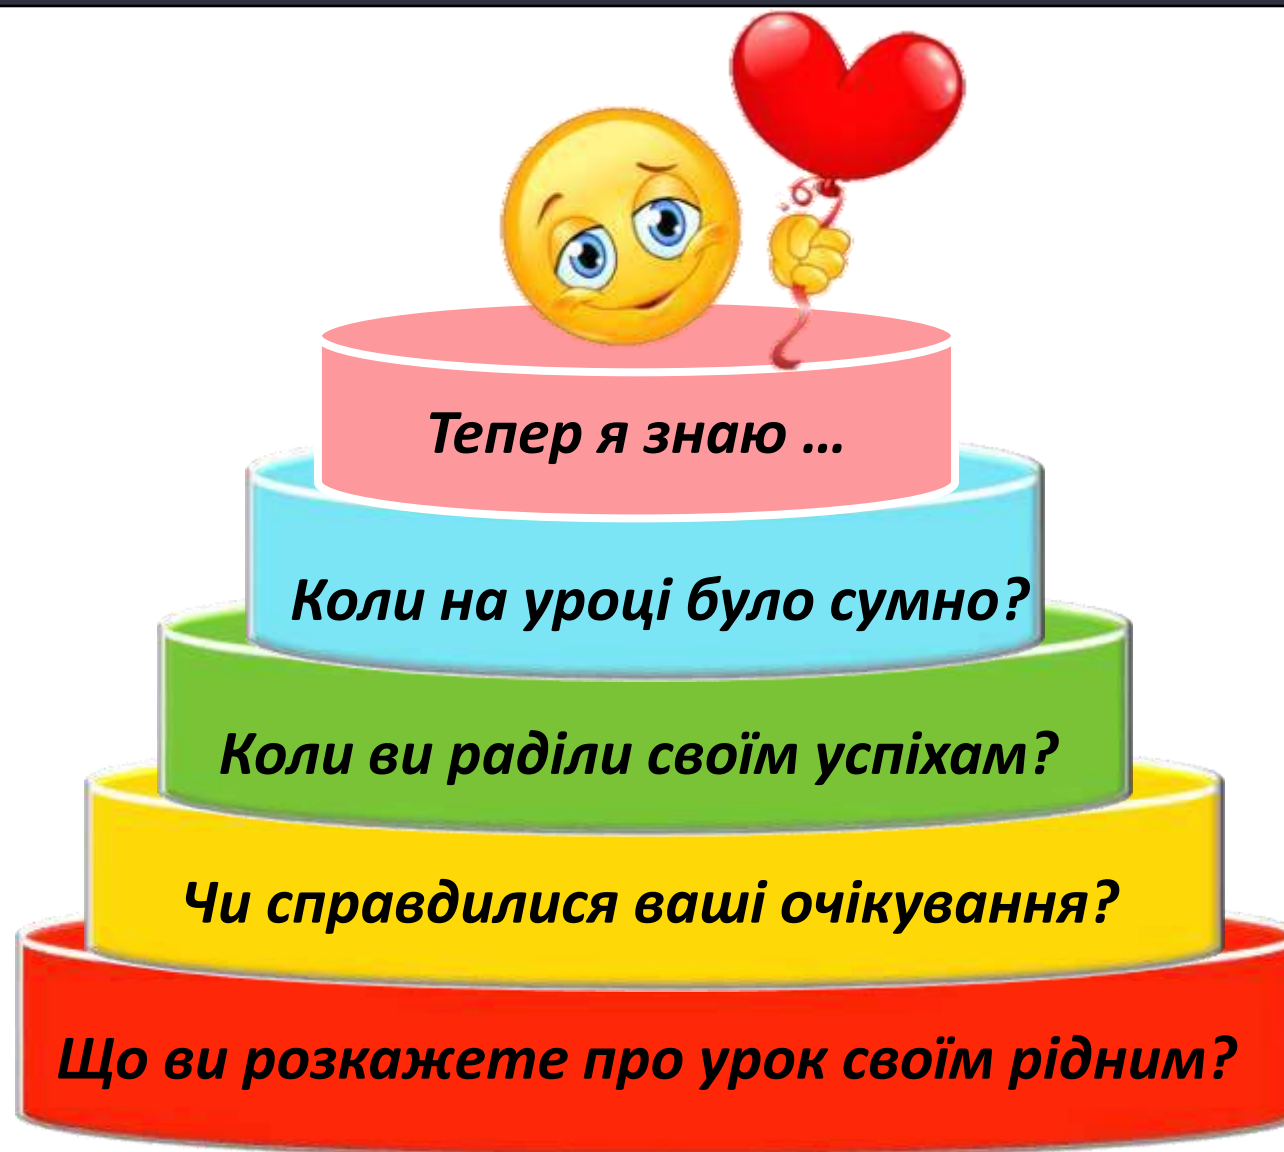 Тепер я знаю ...
Коли на уроці було сумно?
Коли ви раділи своїм успіхам?
Чи справдилися ваші очікування?
Що ви розкажете про урок своїм рідним?